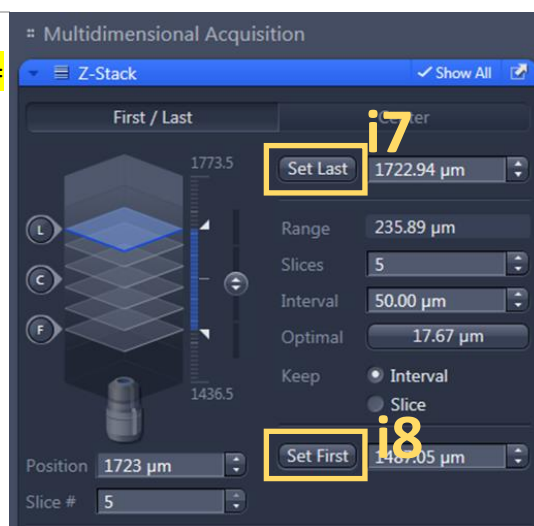 Multidimensional Acquisition
Z-Stack
Show All
First / Last
i7
1773.5
Set Last
1722.94 µm
L
Range
235.89 µm
Slices
5
C
Interval
50.00 µm
F
Optimal
17.67 µm
Keep
Interval
1436.5
Slice
i8
Position
1723 µm
Set First
1487.05 µm
Slice #
5